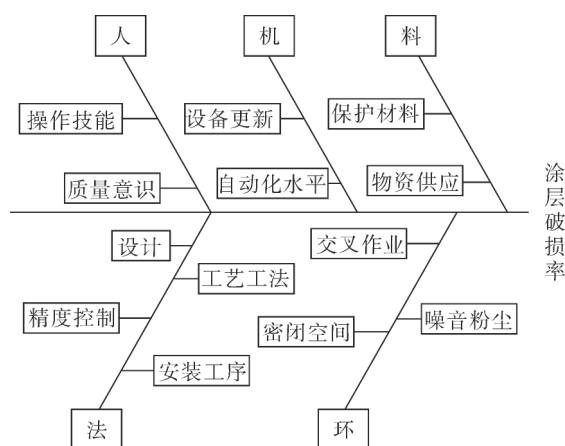 人
机
料
操作技能
设备更新
保护材料
质量意识
自动化水平
物资供应
涂层破损率
设计
交叉作业
工艺工法
精度控制
密闭空间
噪音粉尘
安装工序
法
环